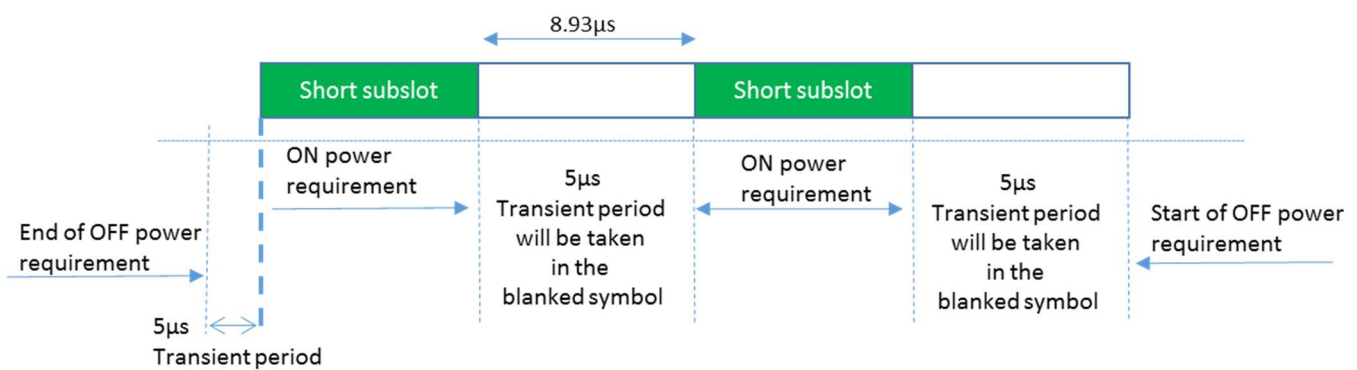 8.93µs
Short subslot
Short subslot
ON power
requirement
5µs
Transient period
will be taken
in the
blanked symbol
ON power
requirement
5µs
Transient period
will be taken
in the
blanked symbol
End of OFF power
requirement
Start of OFF power
requirement
5µs
Transient period